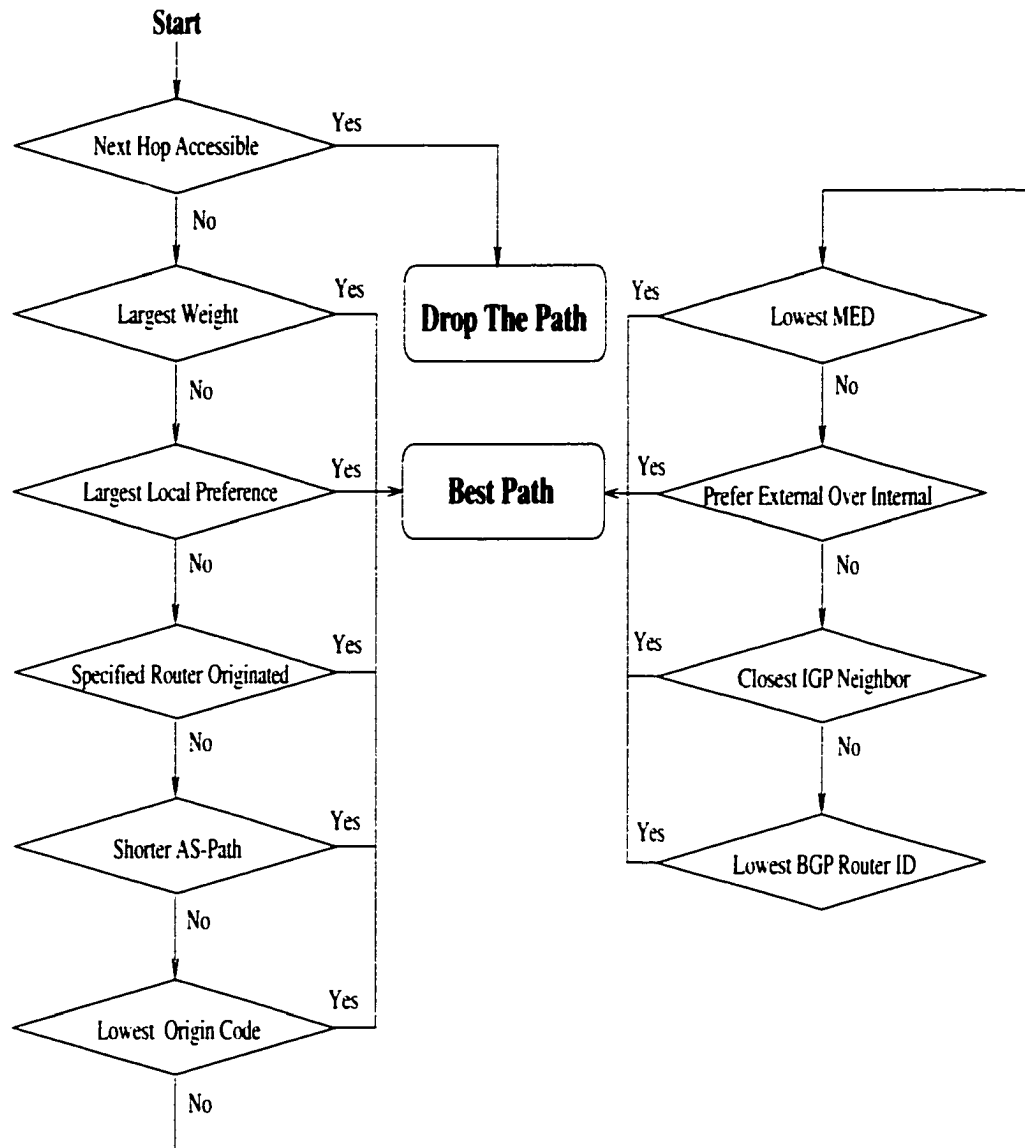 Start
Next Hop Accessible
Yes
No
Largest Weight
Yes
Drop The Path
No
Largest Local Preference
Yes
Best Path
No
Specified Router Originated
Yes
No
Shorter AS-Path
Yes
No
Lowest Origin Code
Yes
No
Yes
Lowest MED
No
Yes
Prefer External Over Internal
No
Yes
Closest IGP Neighbor
No
Yes
Lowest BGP Router ID